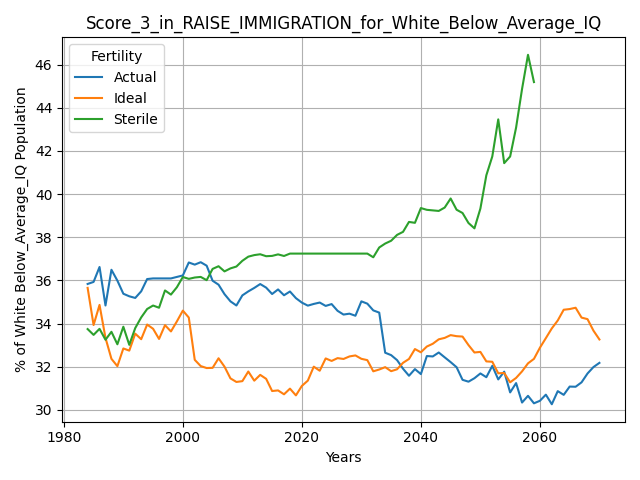 Score_3_in_RAISE_IMMIGRATION_for_White_Below_Average_IQ
% of White Below_Average_IQ Population
46
44
42
40
38
36
34
32
30
Fertility
Actual
Ideal
Sterile
1980
2000
2020
2040
2060
Years